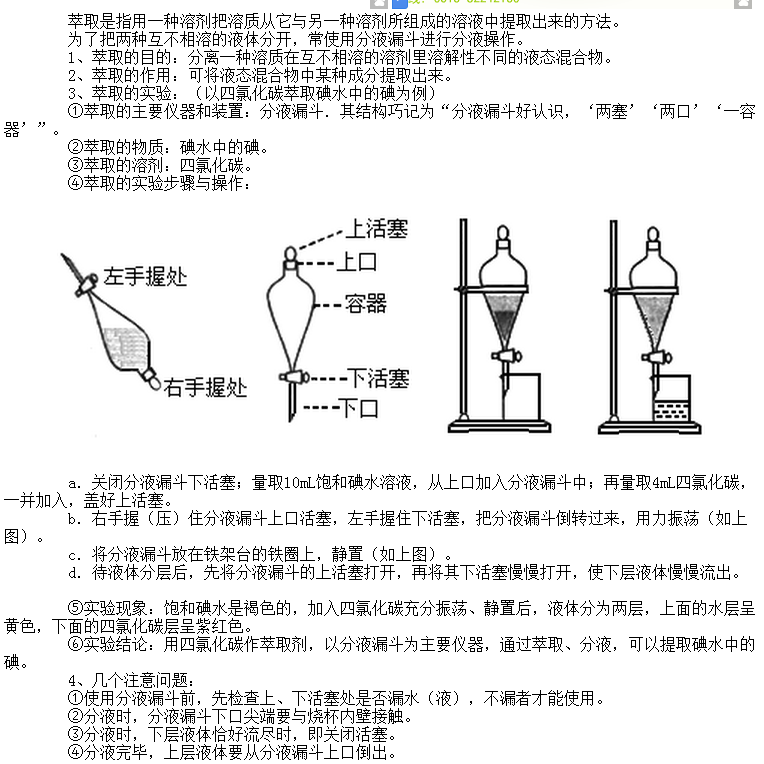 萃取是指用一种溶剂把溶质从它与另一种溶剂所组成的溶液中提取出来的方法。
为了把两种互不相溶的液体分开，常使用分液漏斗进行分液操作。
1、萃取的目的：分离一种溶质在互不相溶的溶剂里溶解性不同的液态混合物。
2、萃取的作用：可将液态混合物中某种成分提取出来。
3、萃取的实验：（以四氯化碳萃取碘水中的碘为例）
①萃取的主要仪器和装置：分液漏斗．其结构巧记为“分液漏斗好认识，‘两塞’‘两口’‘一容
器’”。
②萃取的物质：碘水中的碘。
③萃取的溶剂：四氯化碳。
④萃取的实验步骤与操作：
上活塞
上口
左手握处
容器
下活塞
右手握处
下口
a．关闭分液漏斗下活塞；量取10mL饱和碘水溶液，从上口加入分液漏斗中；再量取4mL四氯化碳，
一并加入，盖好上活塞。
b．右手握（压）住分液漏斗上口活塞，左手握住下活塞，把分液漏斗倒转过来，用力振荡（如上
图）。
c．将分液漏斗放在铁架台的铁圈上，静置（如上图）。
d．待液体分层后，先将分液漏斗的上活塞打开，再将其下活塞慢慢打开，使下层液体慢慢流出。
⑤实验现象：饱和碘水是褐色的，加入四氯化碳充分振荡、静置后，液体分为两层，上面的水层呈
黄色，下面的四氯化碳层呈紫红色。
⑥实验结论：用四氯化碳作萃取剂，以分液漏斗为主要仪器，通过萃取、分液，可以提取碘水中的
碘。
4、几个注意问题：
①使用分液漏斗前，先检查上、下活塞处是否漏水（液），不漏者才能使用。
②分液时，分液漏斗下口尖端要与烧杯内壁接触。
③分液时，下层液体恰好流尽时，即关闭活塞。
④分液完毕，上层液体要从分液漏斗上口倒出。